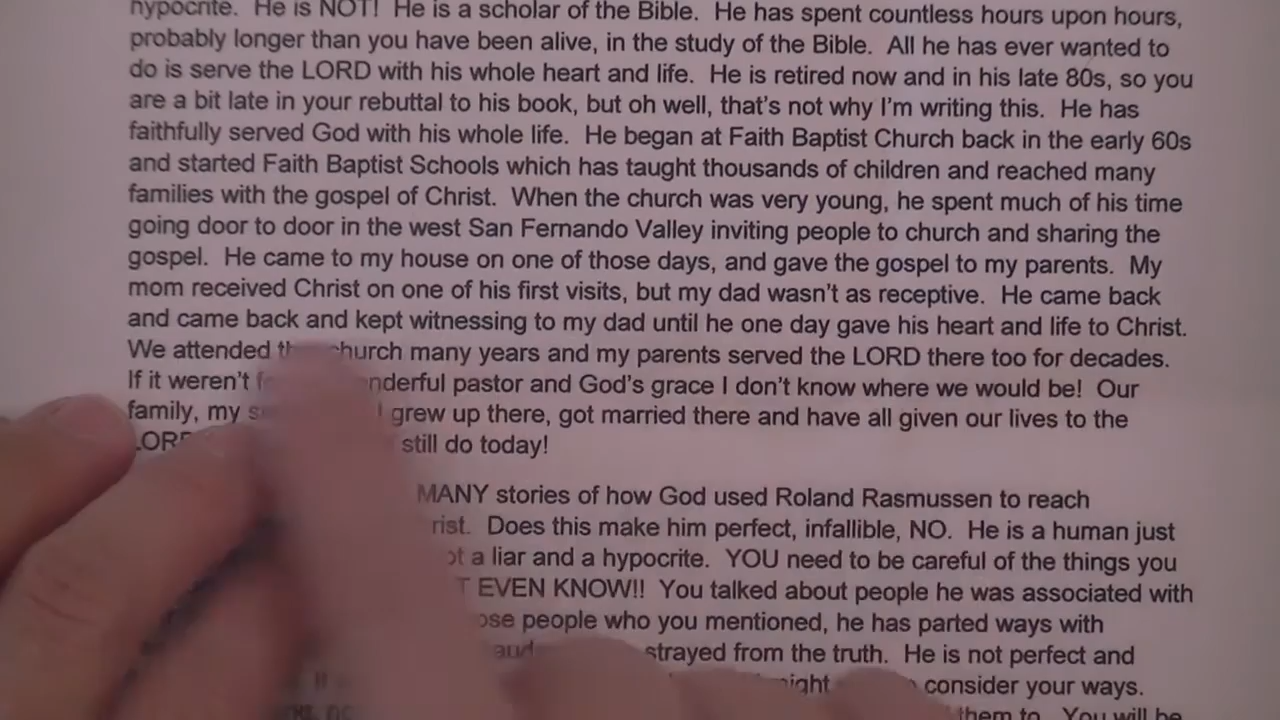 hypocrite.  He is NOT!  He is a scholar of the Bible.  He has spent countless hours upon hours,
probably longer than you have been alive, in the study of the Bible.  All he has ever wanted to
do is serve the LORD with his whole heart and life.  He is retired now and in his late 80s, so you
are a bit late in your rebuttal to his book, but oh well, that's not why I'm writing this.  He has
faithfully served God with his whole life.  He began at Faith Baptist Church back in the early 60s
and started Faith Baptist Schools which has taught thousands of children and reached many
families with the gospel of Christ.  When the church was very young, he spent much of his time
going door to door in the west San Fernando Valley inviting people to church and sharing the
gospel.  He came to my house on one of those days, and gave the gospel to my parents.  My
mom received Christ on one of his first visits, but my dad wasn't as receptive.  He came back
and came back and kept witnessing to my dad until he one day gave his heart and life to Christ.
We attended church many years and my parents served the LORD there too for decades.
If it weren't pastor and God's grace I don't know where we would be!  Our
family, my grew up there, got married there and have all given our lives to the
still do today!
MANY stories of how God used Roland Rasmussen to reach
Does this make him perfect, infallible, NO.  He is a human just
a liar and a hypocrite.  YOU need to be careful of the things you
EVEN KNOW!!  You talked about people he was associated with
people who you mentioned, he has parted ways with
strayed from the truth.  He is not perfect and
consider your ways.
them to.  You will be